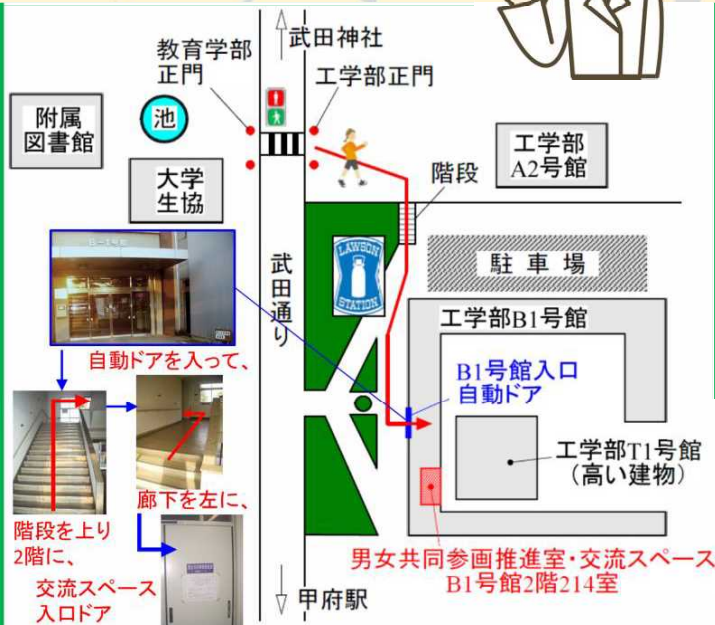 武田神社
教育学部
正門
工学部正門
附属
図書館
池
大学
生協
工学部
A2号館
階段
LAWSON
STATION
武田通り
駐車場
工学部B1号館
自動ドアを入って、
B1号館入口
自動ドア
工学部T1号館
(高い建物)
廊下を左に、
階段を上り
2階に、
交流スペース
入口ドア
男女共同参画推進室・交流スペース
B1号館2階214室
甲府駅